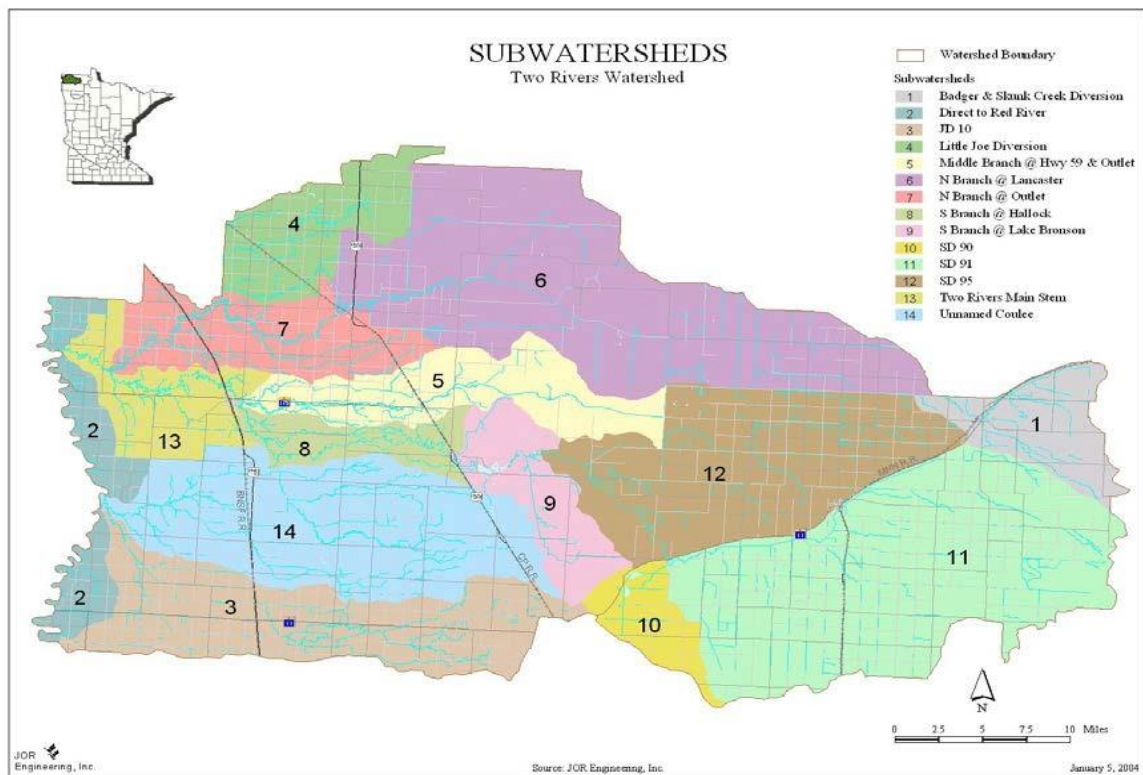 SUBWATERSHEDS
Two Rivers Watershed
Watershed Boundary
Subwatersheds
1 Badger & Skunk Creek Diversion
2 Direct to Red River
3 JD 10
4 Little Joe Diversion
5 Middle Branch @ Hwy 59 & Outlet
6 N Branch @ Lancaster
7 N Branch @ Outlet
8 S Branch @ Hallock
9 S Branch @ Lake Bronson
10 SD 90
11 SD 91
12 SD 95
13 Two Rivers Main Stem
14 Unnamed Coulee
4
6
7
5
2
13
8
1
12
9
14
11
11
2
3
11
10
BNSF R.R.
C.P. R.R.
N
0 2.5 5 7.5 10 Miles
JOR
Engineering, Inc.
Source: JOR Engineering, Inc.
January 5, 2004